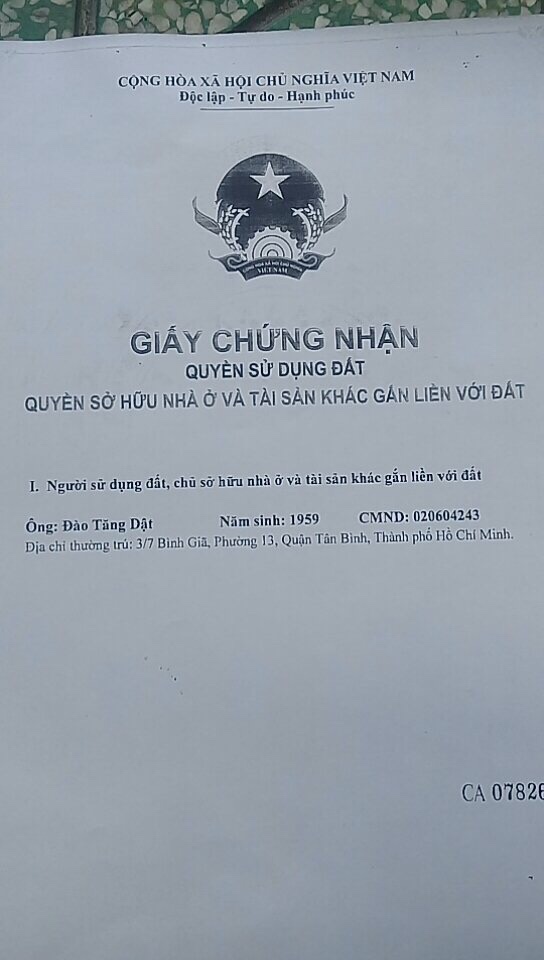 CỘNG HÒA XÃ HỘI CHỦ NGHĨA VIỆT NAM
Độc lập - Tự do - Hạnh phúc
CỘNG HÒA XÃ HỘI CHỦ NGHĨA
VIỆT NAM
GIẤY CHỨNG NHẬN
QUYỀN SỬ DỤNG ĐẤT
QUYỀN SỞ HỮU NHÀ Ở VÀ TÀI SẢN KHÁC GẮN LIỀN VỚI ĐẤT
I. Người sử dụng đất, chủ sở hữu nhà ở và tài sản khác gắn liền với đất
Ông: Đào Tăng Dật Năm sinh: 1959 CMND: 020604243
Địa chỉ thường trú: 3/7 Bình Giã, Phường 13, Quận Tân Bình, Thành phố Hồ Chí Minh.
CA 07826